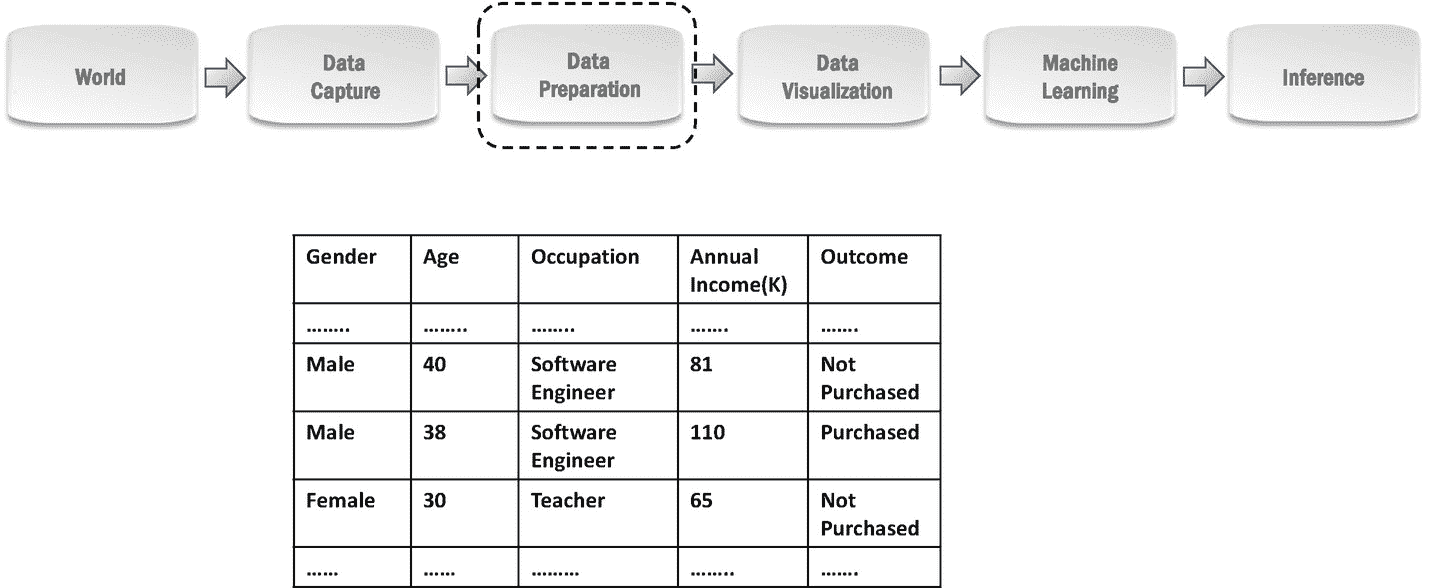 World
Data
Capture
Data
Preparation
Data
Visualization
Machine
Learning
Inference
Gender Age Occupation Annual Income(K) Outcome
…….. …….. …….. ……. …….
Male 40 Software Engineer 81 Not Purchased
Male 38 Software Engineer 110 Purchased
Female 30 Teacher 65 Not Purchased
…… …… ……… …….. …….